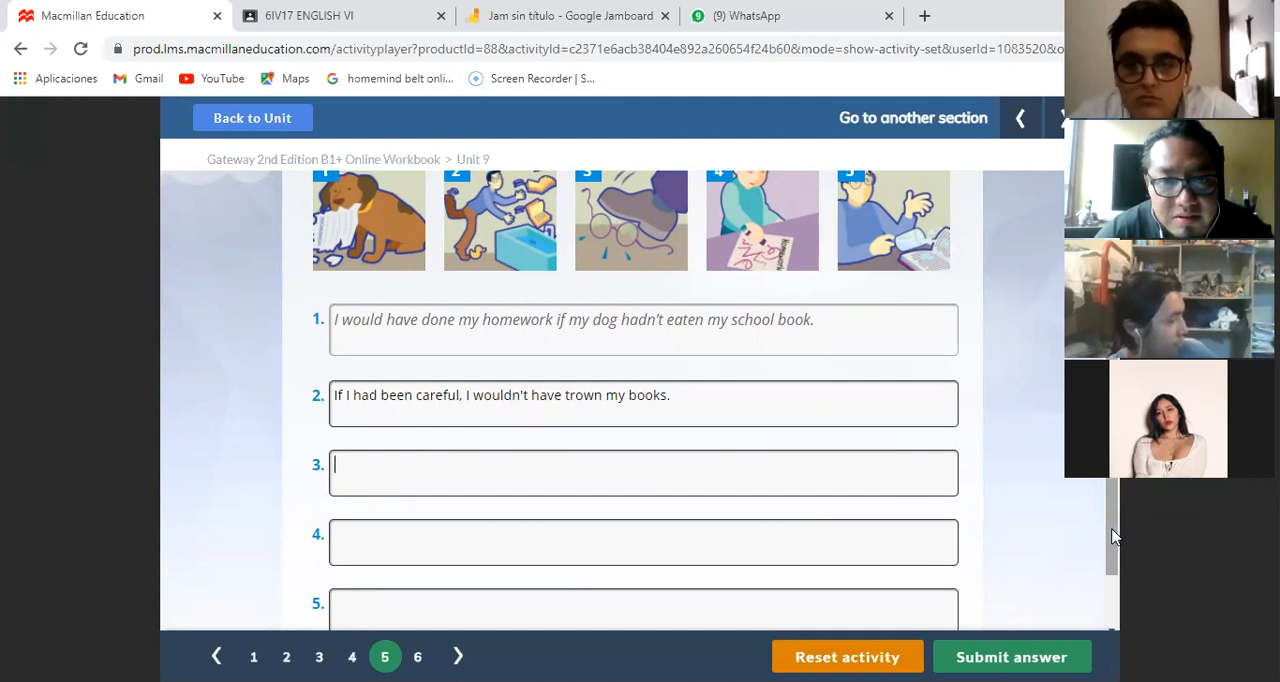 Macmillan Education
6IV17 ENGLISH VI
Jam sin título - Google Jamboard
(9) WhatsApp
prod.lms.macmillaneducation.com/activityplayer?productId=88&activityId=c2371e6acb38404e892a260654f24b60&mode=show-activity-set&userId=1083520&o
Aplicaciones
Gmail
YouTube
Maps
homemind belt onli...
Screen Recorder | S...
Back to Unit
Go to another section
Gateway 2nd Edition B1+ Online Workbook > Unit 9
1
2
3
4
5
Homework
1. I would have done my homework if my dog hadn't eaten my school book.
2. If I had been careful, I wouldn't have trown my books.
3.
4.
5.
1 2 3 4 5 6
Reset activity
Submit answer